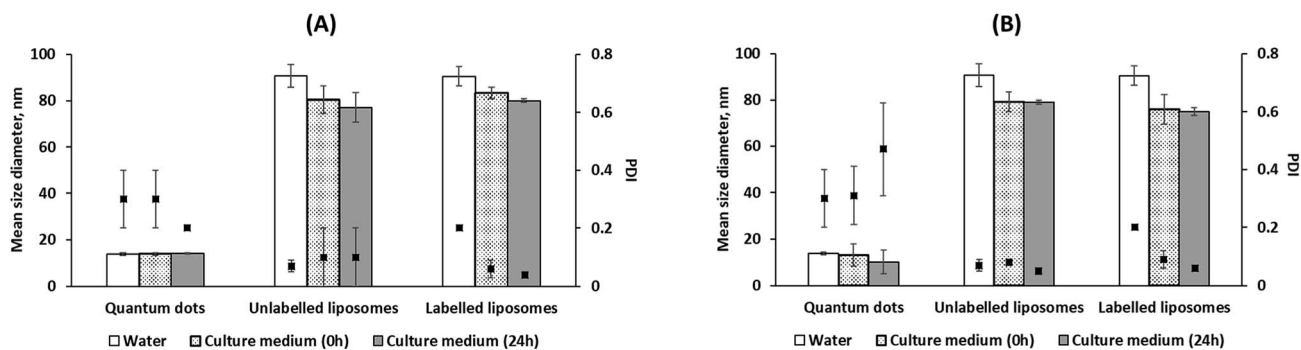 (A)
Mean size diameter, nm
100
80
60
40
20
0
0.8
0.6
0.4
0.2
0
PDI
Quantum dots Unlabelled liposomes Labelled liposomes
Water Culture medium (0h) Culture medium (24h)
(B)
Mean size diameter, nm
100
80
60
40
20
0
0.8
0.6
0.4
0.2
0
PDI
Quantum dots Unlabelled liposomes Labelled liposomes
Water Culture medium (0h) Culture medium (24h)